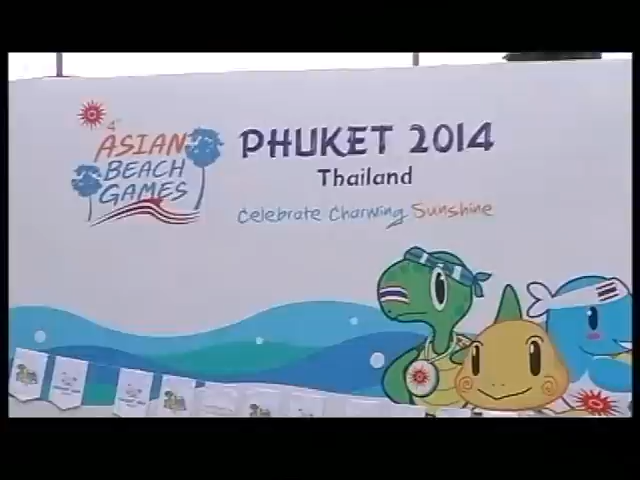 4th
ASIAN
BEACH
GAMES
PHUKET 2014
Thailand
Celebrate Charming Sunshine